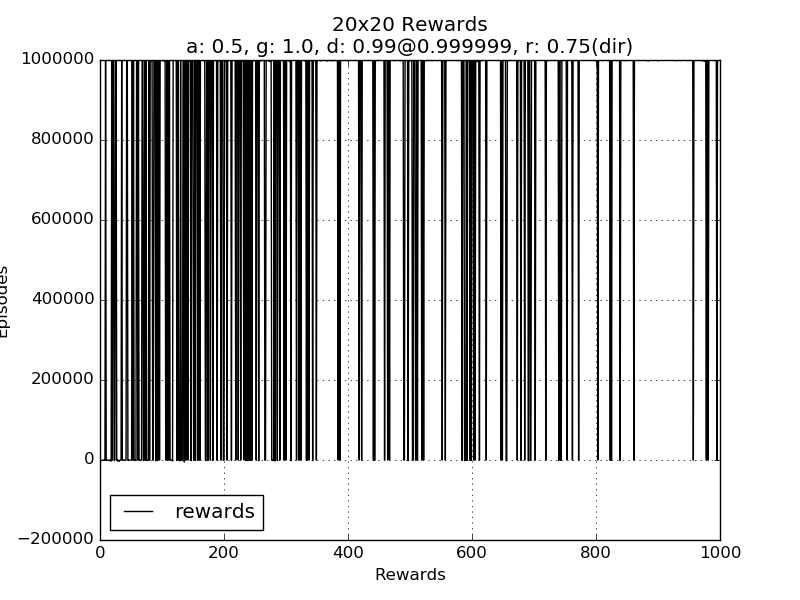 20x20 Rewards
a: 0.5, g: 1.0, d: 0.99@0.999999, r: 0.75(dir)
1000000
800000
600000
400000
200000
0
−200000
Episodes
rewards
0 200 400 600 800 1000
Rewards